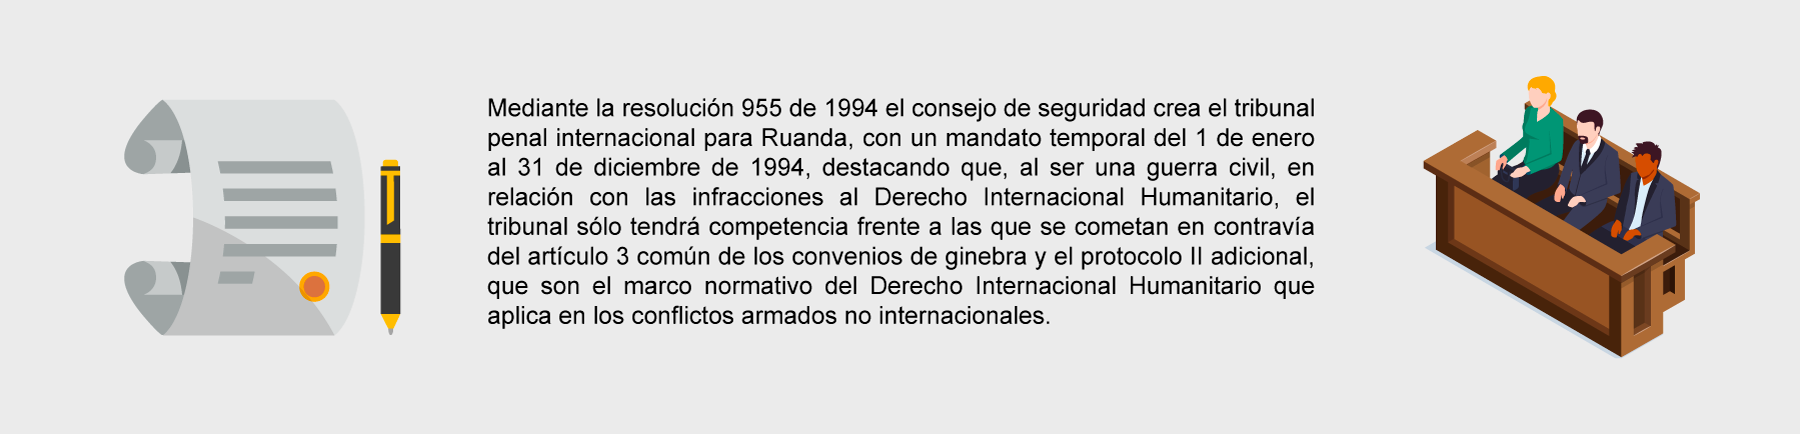 Mediante la resolución 955 de 1994 el consejo de seguridad crea el tribunal
penal internacional para Ruanda, con un mandato temporal del 1 de enero
al 31 de diciembre de 1994, destacando que, al ser una guerra civil, en
relación con las infracciones al Derecho Internacional Humanitario, el
tribunal sólo tendrá competencia frente a las que se cometan en contravía
del artículo 3 común de los convenios de ginebra y el protocolo II adicional,
que son el marco normativo del Derecho Internacional Humanitario que
aplica en los conflictos armados no internacionales.